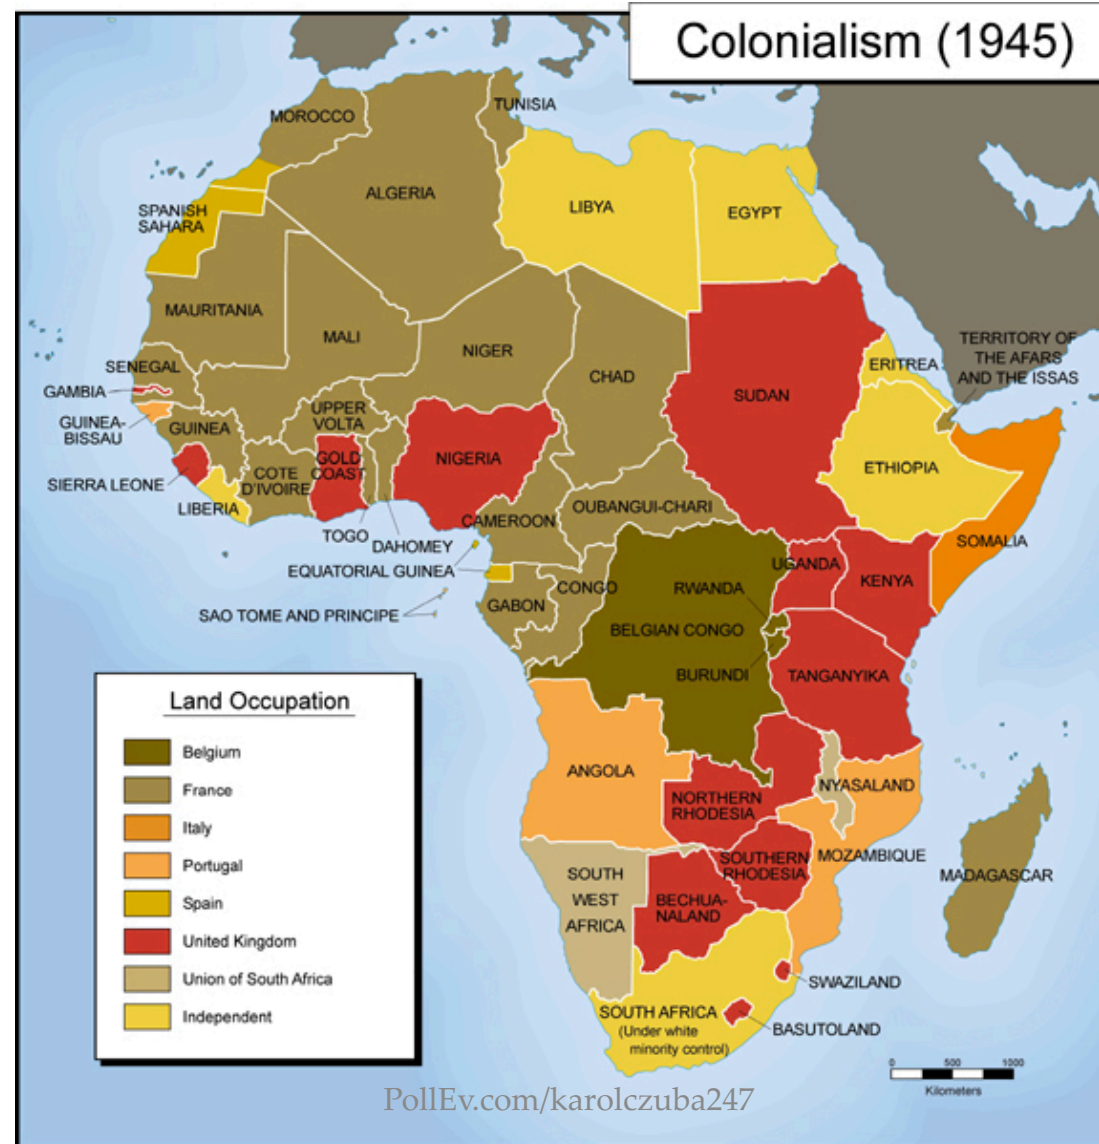 Colonialism (1945)
TUNISIA
MOROCCO
ALGERIA
LIBYA
EGYPT
SPANISH
SAHARA
MAURITANIA
MALI
NIGER
CHAD
SUDAN
ERITREA
TERRITORY OF
THE AFARS
AND THE ISSAS
SENEGAL
GAMBIA
GUINEA-
BISSAU
GUINEA
UPPER
VOLTA
GOLD
COAST
NIGERIA
ETHIOPIA
SIERRA LEONE
COTE
D'IVOIRE
LIBERIA
OUBANGUI-CHARI
CAMEROON
TOGO
DAHOMEY
SOMALIA
EQUATORIAL GUINEA
UGANDA
KENYA
CONGO
RWANDA
GABON
SAO TOME AND PRINCIPE
BELGIAN CONGO
BURUNDI
TANGANYIKA
ANGOLA
NYASALAND
NORTHERN
RHODESIA
SOUTHERN
RHODESIA
MOZAMBIQUE
MADAGASCAR
SOUTH
WEST
AFRICA
BECHUA-
NALAND
SWAZILAND
SOUTH AFRICA
(Under white
minority control)
BASUTOLAND
Land Occupation
Belgium
France
Italy
Portugal
Spain
United Kingdom
Union of South Africa
Independent
0 500 1000
Kilometers
PollEv.com/karolczuba247